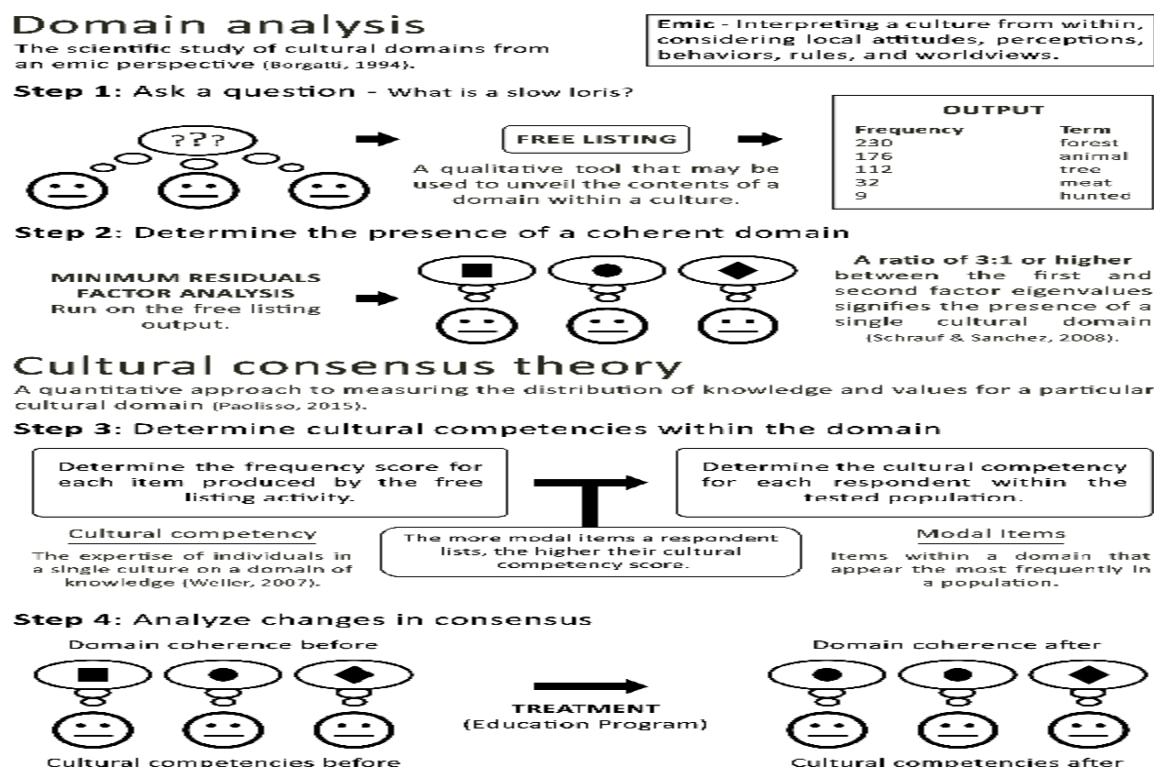 Domain analysis
The scientific study of cultural domains from
an emic perspective (Borgatti, 1994).
Emic - Interpreting a culture from within,
considering local attitudes, perceptions,
behaviors, rules, and worldviews.
Step 1: Ask a question - What is a slow loris?
???
FREE LISTING
A qualitative tool that may be
used to unveil the contents of a
domain within a culture.
OUTPUT
Frequency Term
230 forest
176 animal
112 tree
32 meat
9 hunted
Step 2: Determine the presence of a coherent domain
MINIMUM RESIDUALS
FACTOR ANALYSIS
Run on the free listing
output.
A ratio of 3:1 or higher
between the first and
second factor eigenvalues
signifies the presence of a
single cultural domain
(Schrauf & Sanchez, 2008).
Cultural consensus theory
A quantitative approach to measuring the distribution of knowledge and values for a particular
cultural domain (Paolisso, 2015).
Step 3: Determine cultural competencies within the domain
Determine the frequency score for
each item produced by the free
listing activity.
Determine the cultural competency
for each respondent within the
tested population.
The more modal items a respondent
lists, the higher their cultural
competency score.
Cultural competency
The expertise of individuals in
a single culture on a domain of
knowledge (Weller, 2007).
Modal Items
Items within a domain that
appear the most frequently in
a population.
Step 4: Analyze changes in consensus
Domain coherence before
Domain coherence after
TREATMENT
(Education Program)
Cultural competencies before
Cultural competencies after